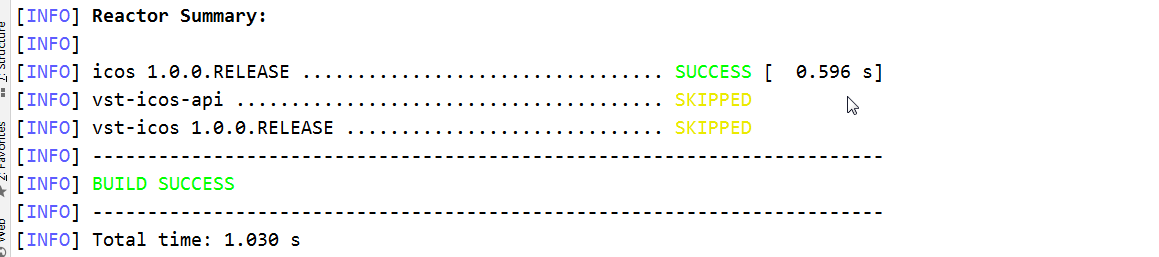 [INFO] Reactor Summary:
[INFO]
[INFO] icos 1.0.0.RELEASE ................................. SUCCESS [  0.596 s]
[INFO] vst-icos-api ....................................... SKIPPED
[INFO] vst-icos 1.0.0.RELEASE ............................. SKIPPED
[INFO] ------------------------------------------------------------------------
[INFO] BUILD SUCCESS
[INFO] ------------------------------------------------------------------------
[INFO] Total time: 1.030 s
Z: Structure
2: Favorites
Web